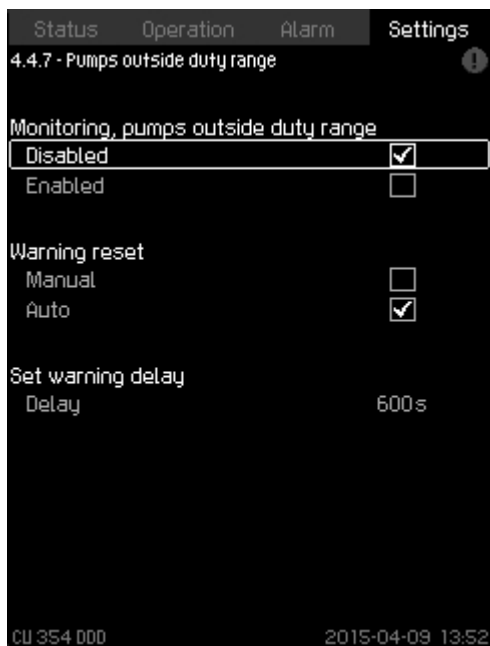 Status Operation Alarm Settings
4.4.7 - Pumps outside duty range
Monitoring, pumps outside duty range
Disabled
Enabled
Warning reset
Manual
Auto
Set warning delay
Delay 600s
CU 354 DDD 2015-04-09 13:52